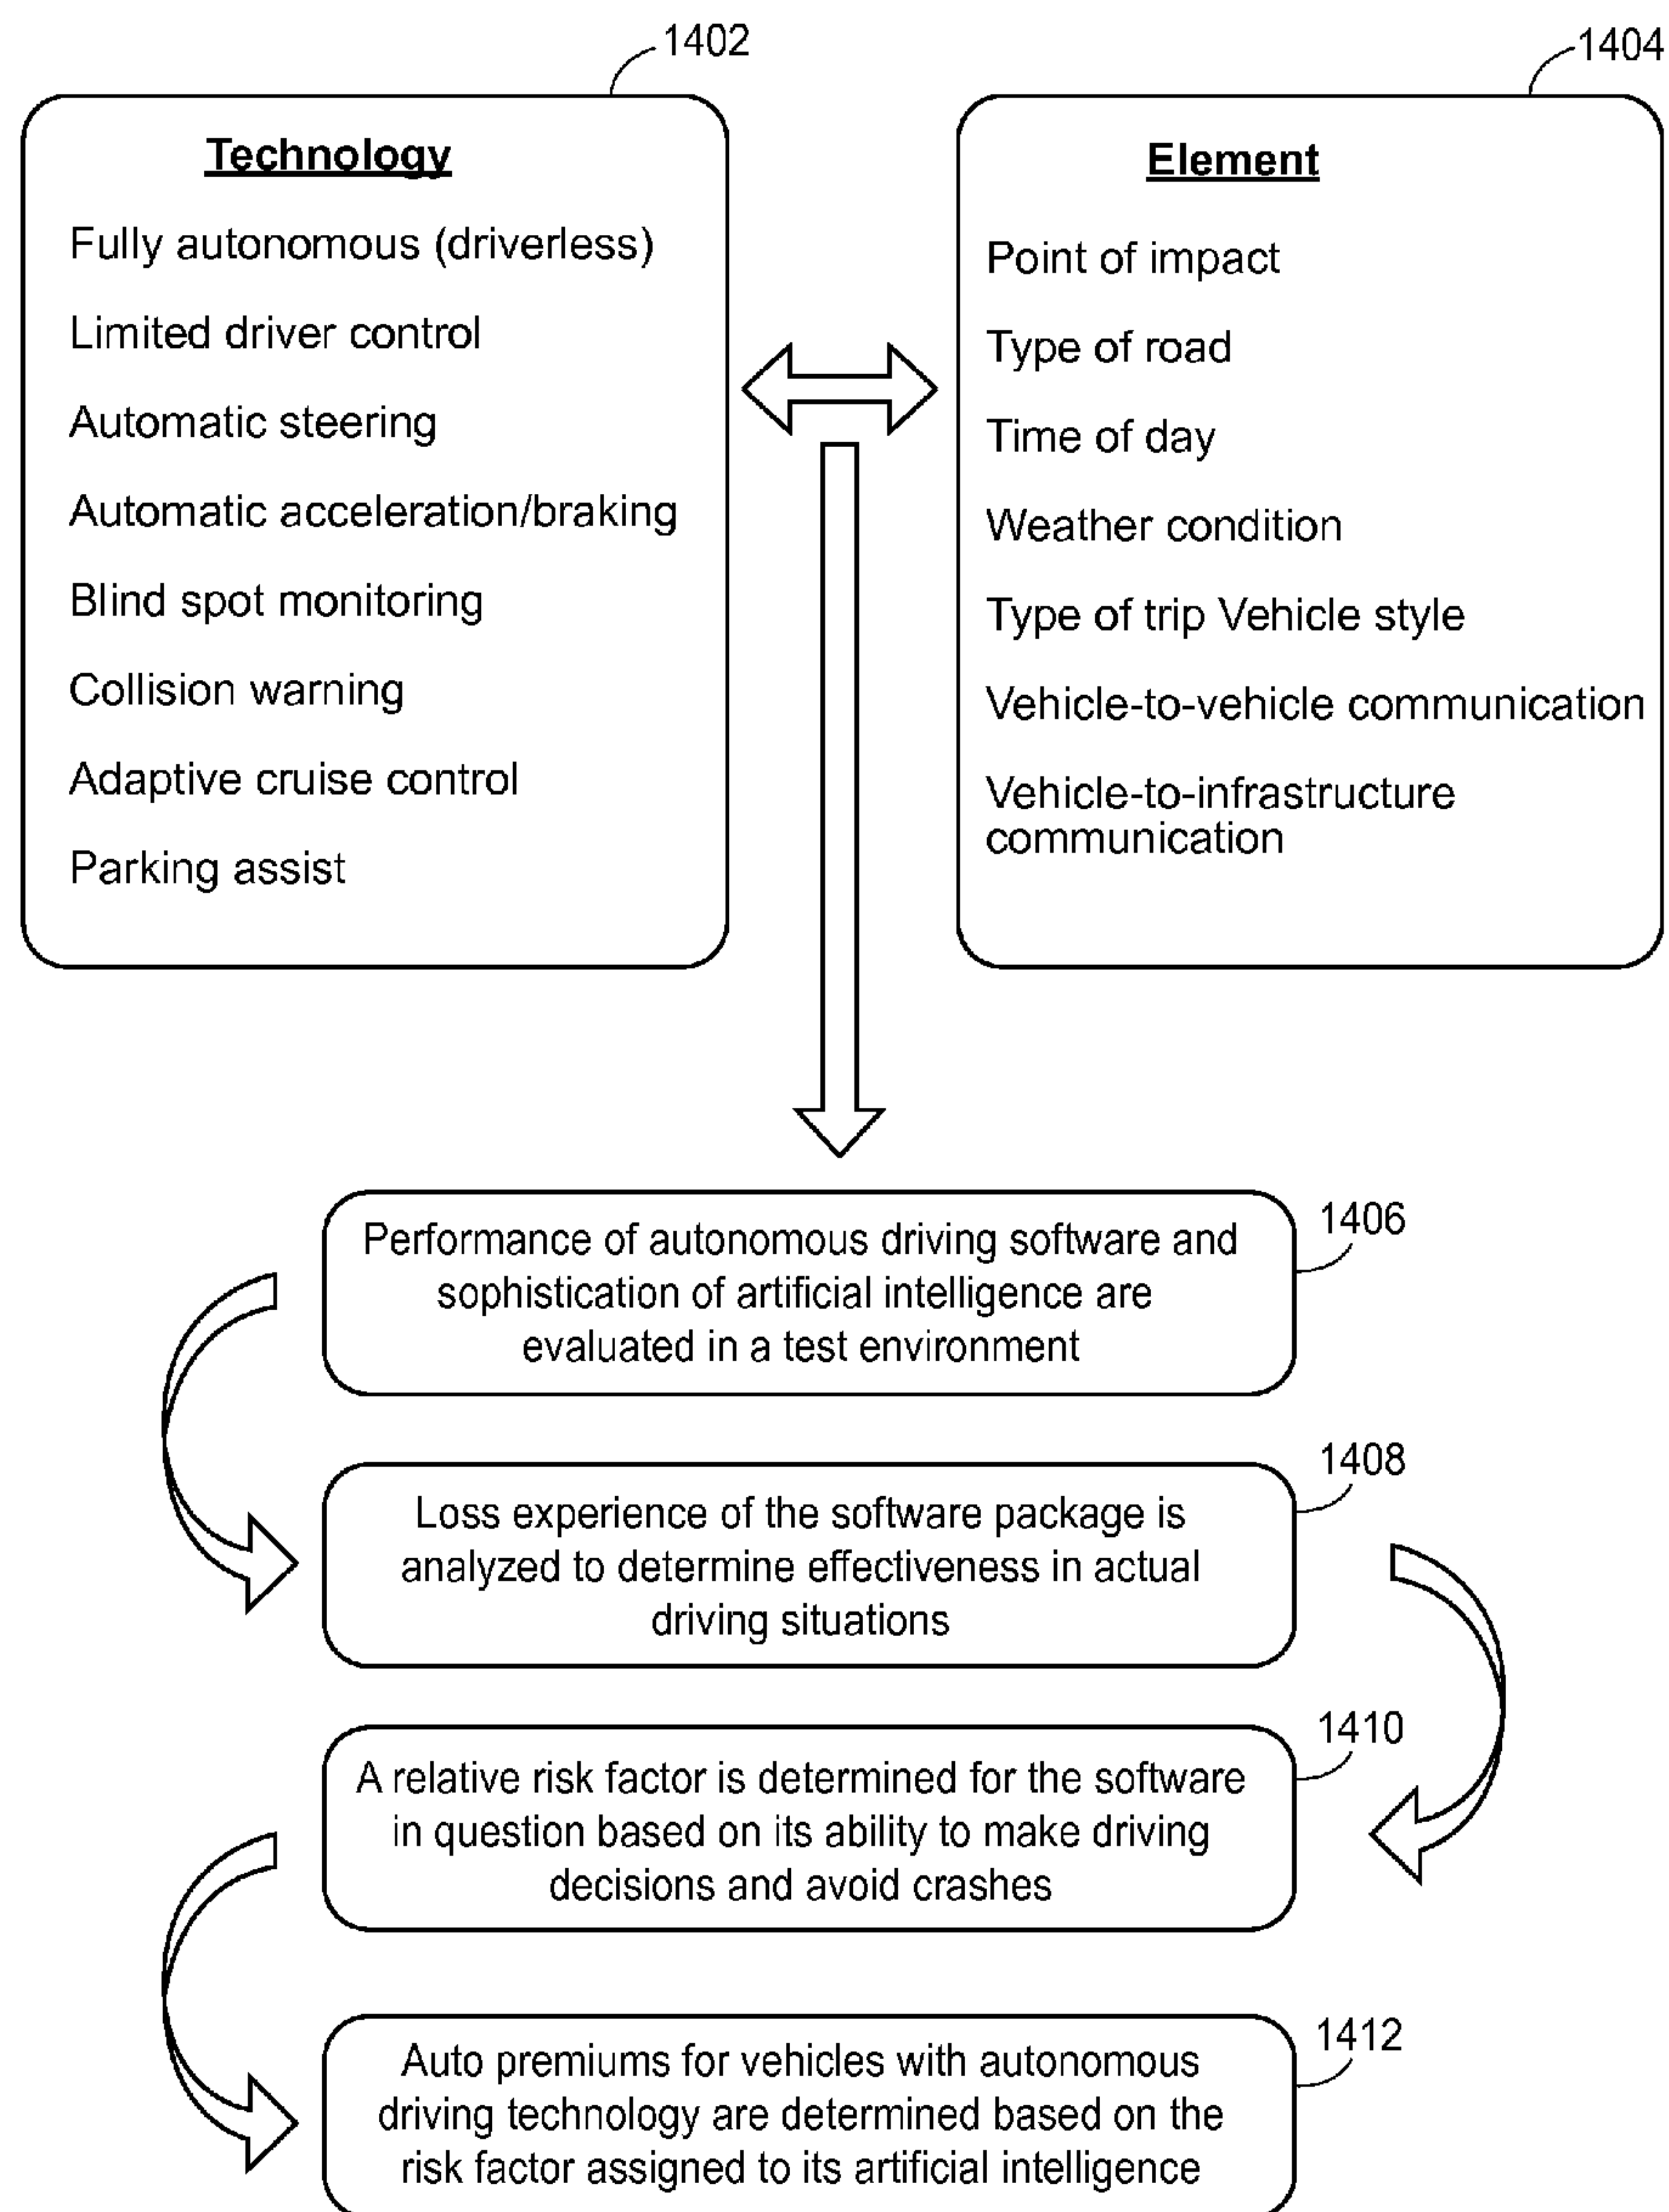 1402
Technology
Fully autonomous (driverless)
Limited driver control
Automatic steering
Automatic acceleration/braking
Blind spot monitoring
Collision warning
Adaptive cruise control
Parking assist
1404
Element
Point of impact
Type of road
Time of day
Weather condition
Type of trip Vehicle style
Vehicle-to-vehicle communication
Vehicle-to-infrastructure
communication
1406
Performance of autonomous driving software and
sophistication of artificial intelligence are
evaluated in a test environment
1408
Loss experience of the software package is
analyzed to determine effectiveness in actual
driving situations
1410
A relative risk factor is determined for the software
in question based on its ability to make driving
decisions and avoid crashes
1412
Auto premiums for vehicles with autonomous
driving technology are determined based on the
risk factor assigned to its artificial intelligence